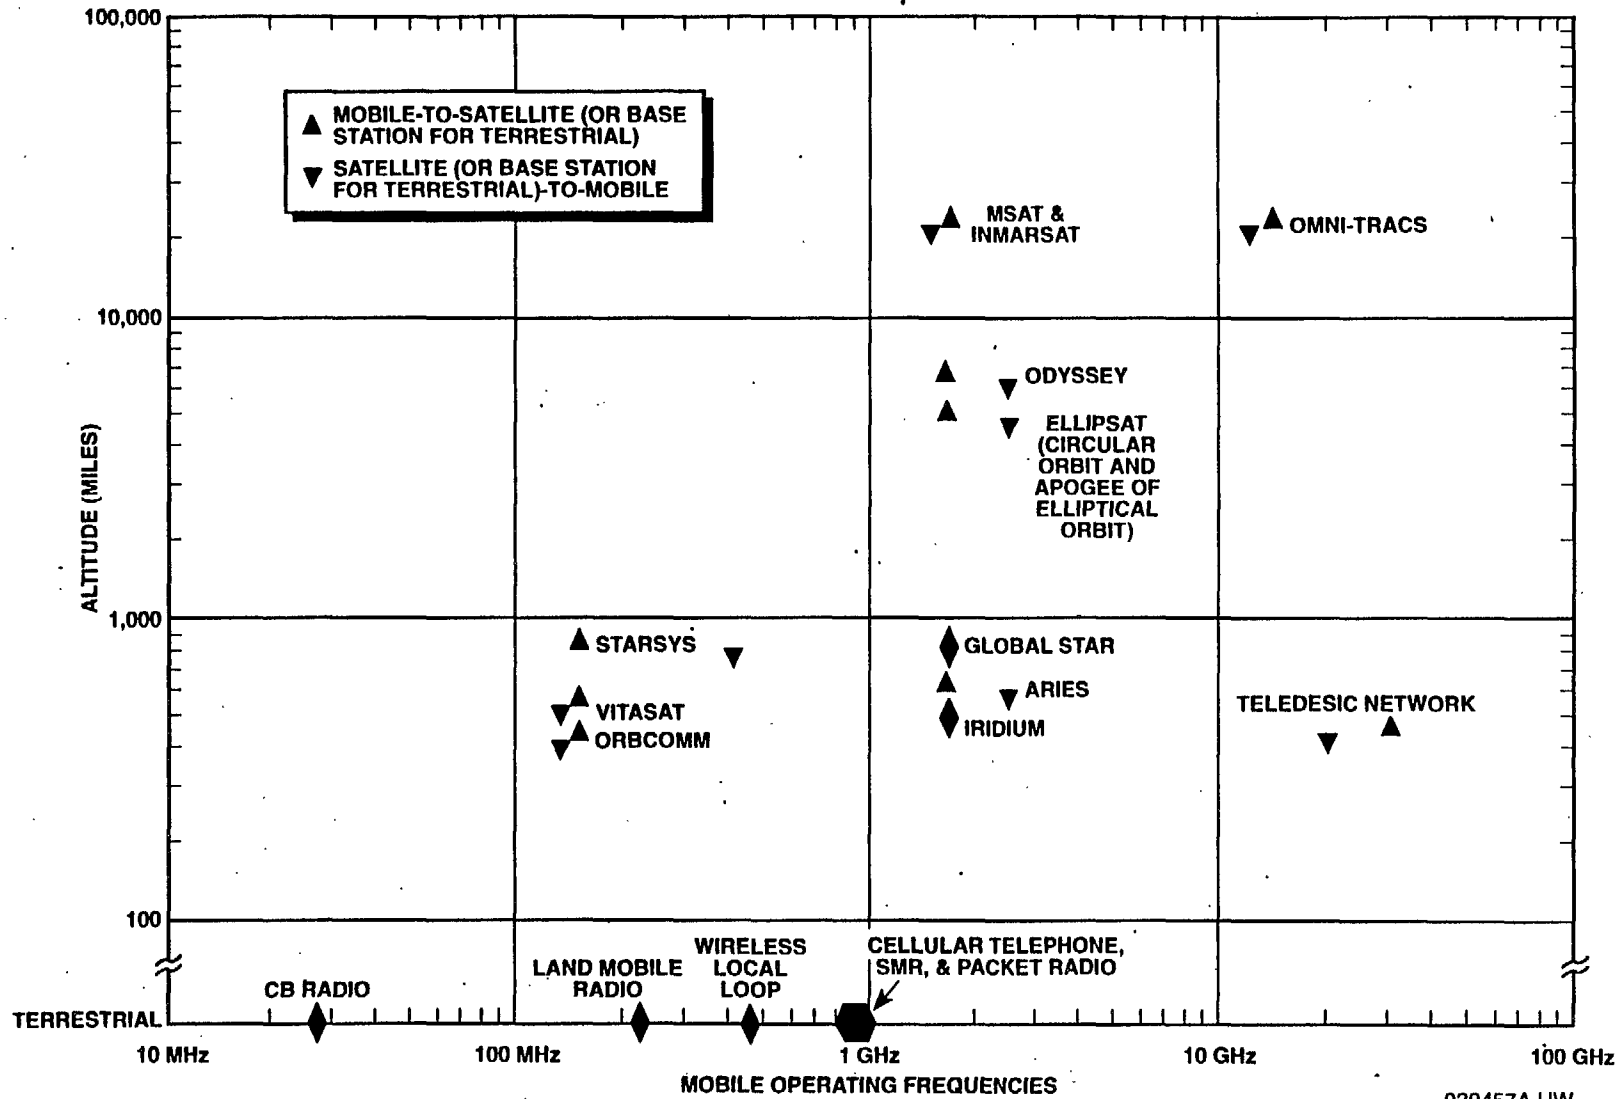 100,000
MOBILE-TO-SATELLITE (OR BASE
STATION FOR TERRESTRIAL)
SATELLITE (OR BASE STATION
FOR TERRESTRIAL)-TO-MOBILE
MSAT &
INMARSAT
OMNI-TRACS
10,000
ODYSSEY
ELLIPSAT
(CIRCULAR
ORBIT AND
APOGEE OF
ELLIPTICAL
ORBIT)
ALTITUDE (MILES)
1,000
STARSYS
GLOBAL STAR
ARIES
TELEDESIC NETWORK
VITASAT
IRIDIUM
ORBCOMM
100
CB RADIO
LAND MOBILE
RADIO
WIRELESS
LOCAL
LOOP
CELLULAR TELEPHONE,
SMR, & PACKET RADIO
TERRESTRIAL
10 MHz
100 MHz
1 GHz
10 GHz
100 GHz
MOBILE OPERATING FREQUENCIES